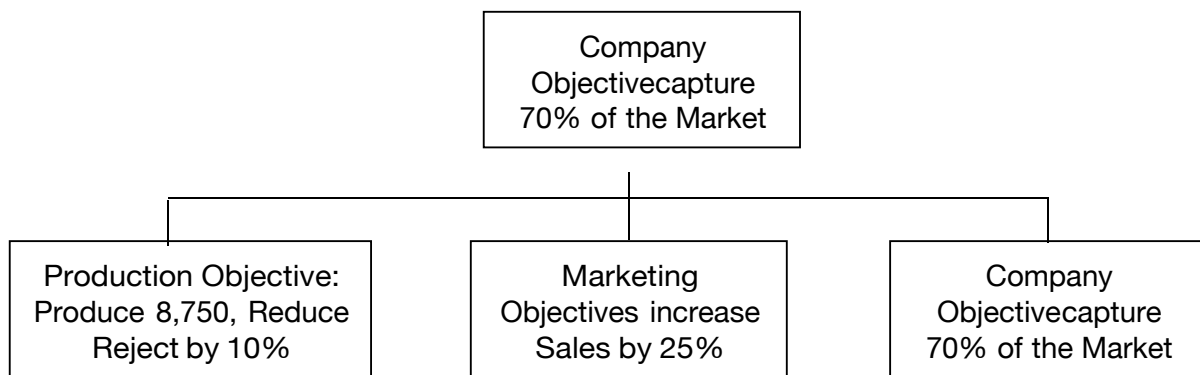 Company
Objectivecapture
70% of the Market
Production Objective:
Produce 8,750, Reduce
Reject by 10%
Marketing
Objectives increase
Sales by 25%
Company
Objectivecapture
70% of the Market